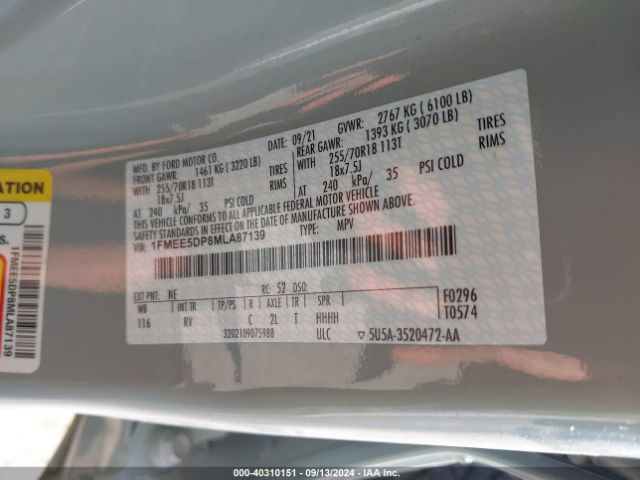 MFD. BY FORD MOTOR CO.
DATE: 09/21
GVWR: 2767 KG ( 6100 LB)
FRONT GAWR: 1461 KG ( 3220 LB)
REAR GAWR: 1393 KG ( 3070 LB)
WITH 255/70R18 113T TIRES
WITH 255/70R18 113T TIRES
18x7.5J RIMS
18x7.5J RIMS
AT 240 kPa/ 35 PSI COLD
AT 240 kPa/ 35 PSI COLD
THIS VEHICLE CONFORMS TO ALL APPLICABLE FEDERAL MOTOR VEHICLE
SAFETY STANDARDS IN EFFECT ON THE DATE OF MANUFACTURE SHOWN ABOVE.
VIN: 1FMEE5DP8MLA87139
TYPE: MPV
EXT PNT: NE RC: 52 DSO:
WB INT TR TP/PS R AXLE TR SPR
116 RV C 2L T HHHH
F0296
T0574
3202109075988
ULC
5U5A-3520472-AA
ATION
3
S.
1FMEE5DP8MLA87139
000-40310151 - 09/13/2024 - IAA Inc.